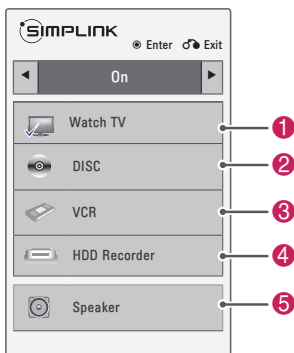 SIMPLINK
Enter Exit
◄ On ►
Watch TV 1
DISC 2
VCR 3
HDD Recorder 4
Speaker 5